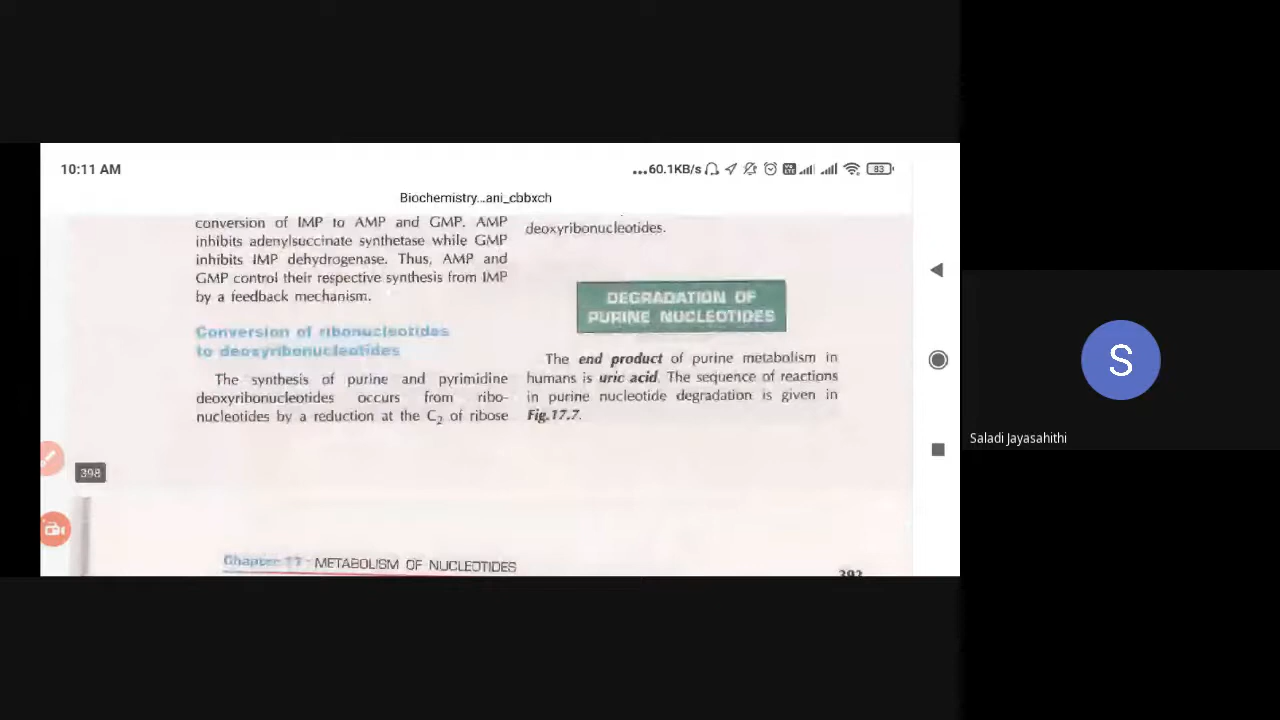 10:11 AM
...60.1KB/s
83
Biochemistry...ani_cbbxch
conversion of IMP to AMP and GMP. AMP
inhibits adenylsuccinate synthetase while GMP
inhibits IMP dehydrogenase. Thus, AMP and
GMP control their respective synthesis from IMP
by a feedback mechanism.
Conversion of ribonucleotides
to deoxyribonucleotides
The synthesis of purine and pyrimidine
deoxyribonucleotides occurs from ribo-
nucleotides by a reduction at the C2 of ribose
deoxyribonucleotides.
DEGRADATION OF
PURINE NUCLEOTIDES
The end product of purine metabolism in
humans is uric acid. The sequence of reactions
in purine nucleotide degradation is given in
Fig.17.7.
398
Chapter 17 : METABOLISM OF NUCLEOTIDES
393
S
Saladi Jayasahithi